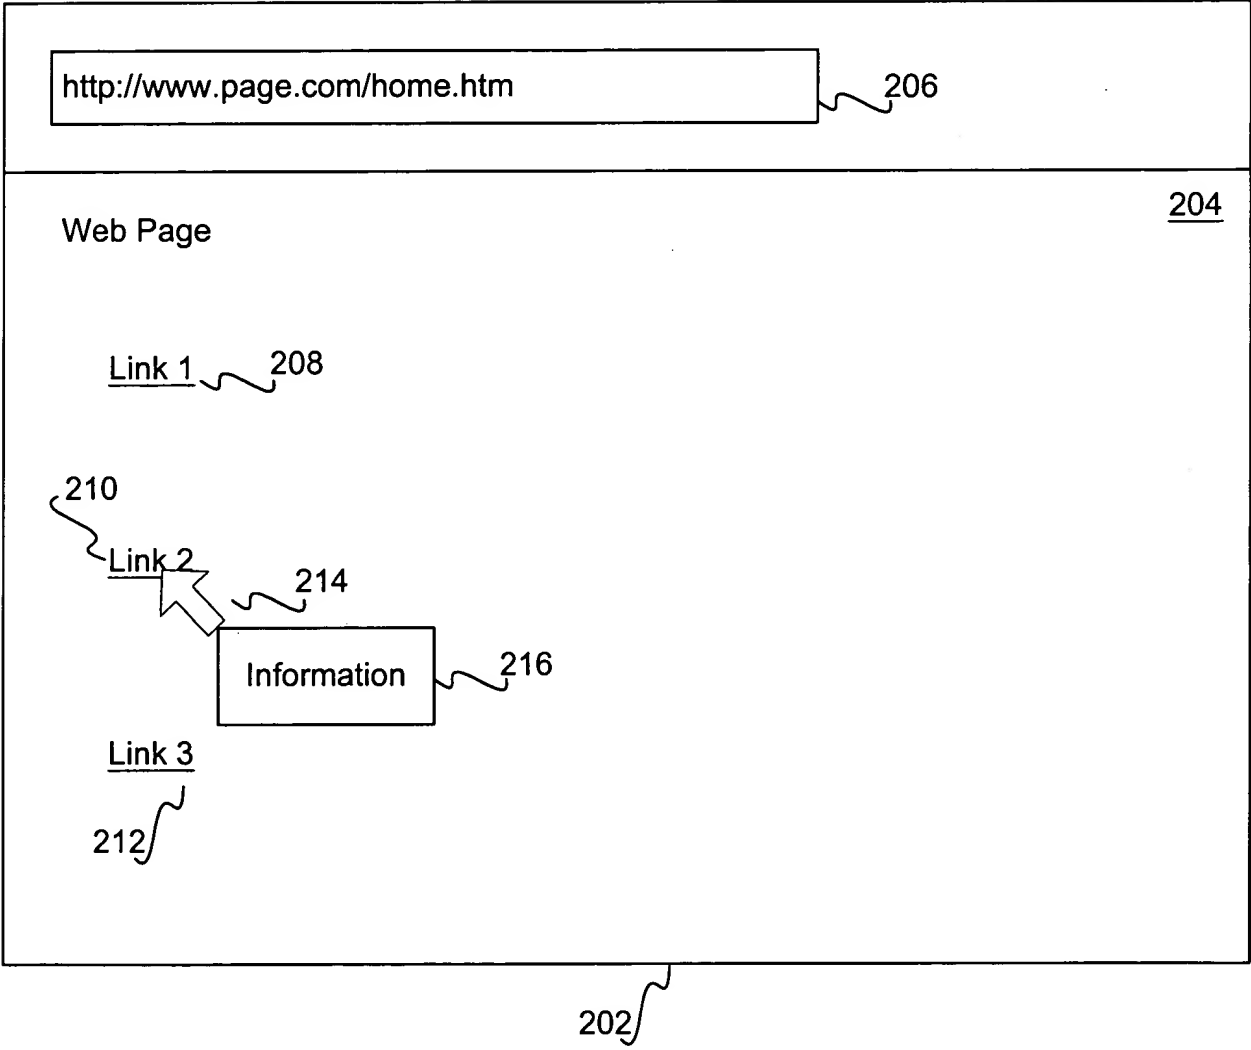 http://www.page.com/home.htm
206
204
Web Page
Link 1
208
210
Link 2
214
Information
216
Link 3
212
202